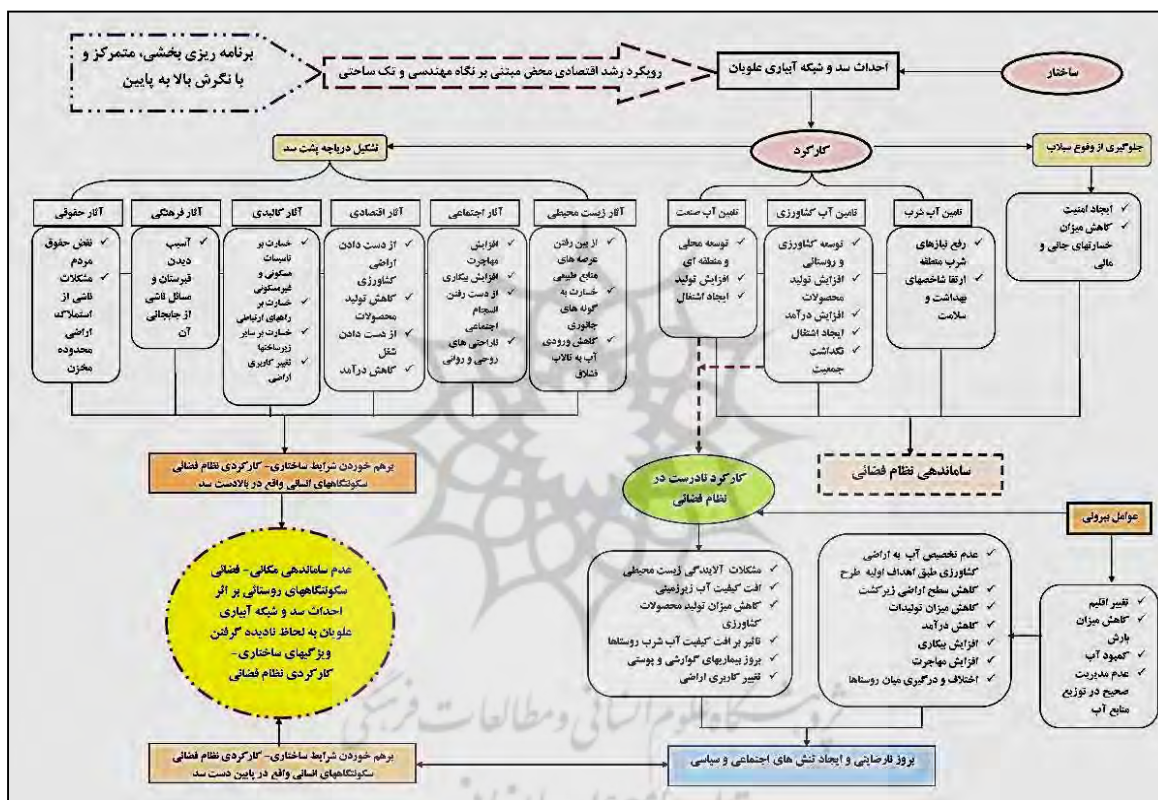 برنامه ریزی بخشی، متمرکز و
با نگرش بالا به پایین
رویکرد رشد اقتصادی محض مبتنی بر نگاه مهندسی و تک ساحتی
احداث سد و شبکه آبیاری علویان
ساختار
کارکرد
تشکیل دریاچه پشت سد
جلوگیری از وقوع سیلاب
✓ ایجاد امنیت
✓ کاهش میزان
خسارتهای جانی و
مالی
تامین آب شرب
✓ رفع نیازهای
شرب منطقه
✓ ارتقا شاخصهای
بهداشت و
سلامت
تامین آب کشاورزی
✓ توسعه کشاورزی
و روستائی
✓ افزایش تولید
محصولات
✓ افزایش درآمد
✓ ایجاد اشتغال
✓ نگداشت
جمعیت
تامین آب صنعت
✓ توسعه محلی
و منطقه ای
✓ افزایش تولید
✓ ایجاد اشتغال
آثار زیست محیطی
✓ از بین رفتن
عرصه های
منابع طبیعی
✓ خسارت به
گونه های
جانوری
✓ کاهش ورودی
آب به تالاب
قشلاق
آثار اجتماعی
✓ افزایش
مهاجرت
✓ افزایش بیکاری
✓ از دست رفتن
انسجام
اجتماعی
✓ ناراحتی های
روحی و روانی
آثار اقتصادی
✓ از دست دادن
اراضی
کشاورزی
✓ کاهش تولید
محصولات
✓ از دست دادن
شغل
✓ کاهش درآمد
آثار کالبدی
✓ خسارت بر
تاسیسات
مسکونی و
غیرمسکونی
✓ خسارت بر
راههای ارتباطی
✓ خسارت بر سایر
زیرساختها
✓ تغییر کاربری
اراضی
آثار فرهنگی
✓ آسیب
دیدن
قبرستان و
مسائل ناشی
از جابجائی
آن
آثار حقوقی
✓ نقض حقوق
مردم
✓ مشکلات
ناشی از
استملاک
اراضی
محدوده
مخزن
برهم خوردن شرایط ساختاری- کارکردی نظام فضائی
سکونتگاههای انسانی واقع در بالادست سد
کارکرد نادرست در
نظام فضائی
ساماندهی نظام فضائی
عوامل بیرونی
✓ تغییر اقلیم
✓ کاهش میزان
بارش
✓ کمبود آب
✓ عدم مدیریت
صحیح در توزیع
منابع آب
✓ عدم تخصیص آب به اراضی
کشاورزی طبق اهداف اولیه طرح
✓ کاهش سطح اراضی زیرکشت
✓ کاهش میزان تولیدات
✓ کاهش درآمد
✓ افزایش بیکاری
✓ افزایش مهاجرت
✓ اختلاف و درگیری میان روستاها
✓ مشکلات آلایندگی زیست محیطی
✓ افت کیفیت آب زیرزمینی
✓ کاهش میزان تولید محصولات
کشاورزی
✓ تاثیر بر افت کیفیت آب شرب روستاها
✓ بروز بیماریهای گوارشی و پوستی
✓ تغییر کاربری اراضی
عدم ساماندهی مکانی- فضائی
سکونتگاههای روستائی بر اثر
احداث سد و شبکه آبیاری
علویان به لحاظ نادیده گرفتن
ویژگیهای ساختاری-
کارکردی نظام فضائی
بروز نارضایتی و ایجاد تنش های اجتماعی و سیاسی
برهم خوردن شرایط ساختاری- کارکردی نظام فضائی
سکونتگاههای انسانی واقع در پایین دست سد
پژوهشگاه علوم انسانی و مطالعات فرهنگی